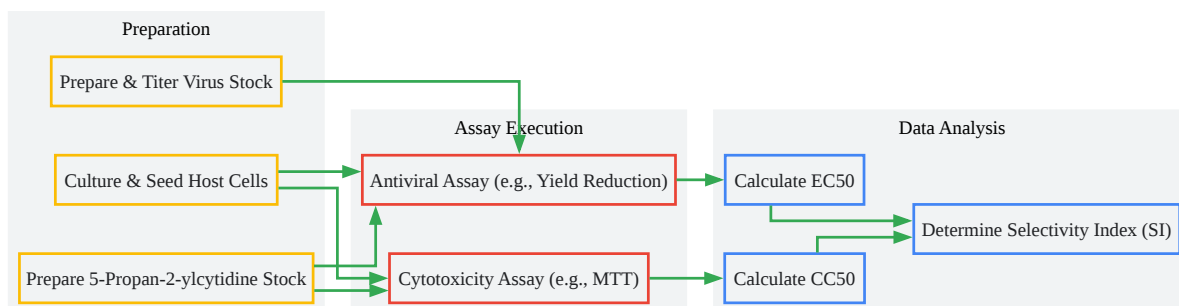 Preparation
Prepare & Titer Virus Stock
Culture & Seed Host Cells
Prepare 5-Propan-2-ylcytidine Stock
Assay Execution
Antiviral Assay (e.g., Yield Reduction)
Cytotoxicity Assay (e.g., MTT)
Data Analysis
Calculate EC50
Calculate CC50
Determine Selectivity Index (SI)